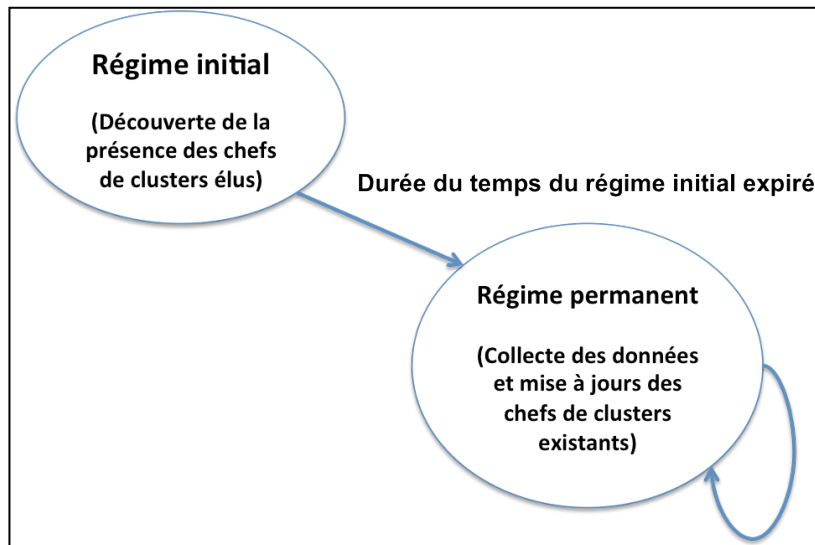 Régime initial
(Découverte de la
présence des chefs
de clusters élus)
Durée du temps du régime initial expiré
Régime permanent
(Collecte des données
et mise à jours des
chefs de clusters
existants)